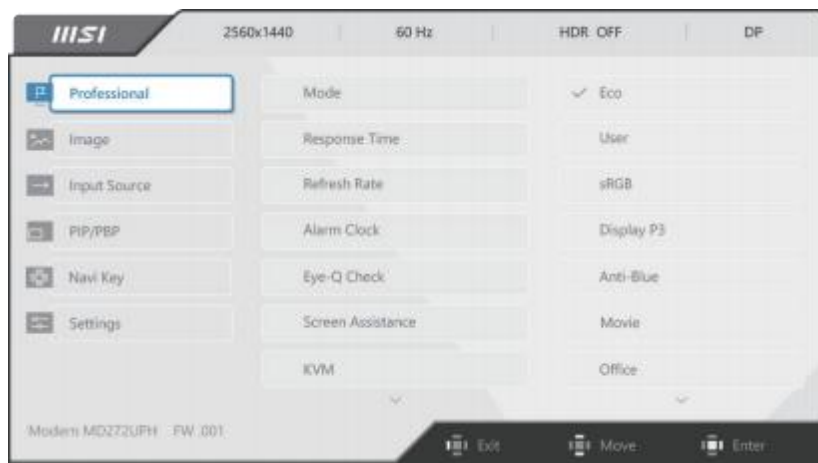 msi 2560x1440 60 Hz HDR OFF DP
Professional Mode Eco
Image Response Time User
Input Source Refresh Rate sRGB
PIP/PBP Alarm Clock Display P3
Navi Key Eye-Q Check Anti-Blue
Settings Screen Assistance Movie
KVM Office
Modern MD272UPH FW .001
Exit Move Enter